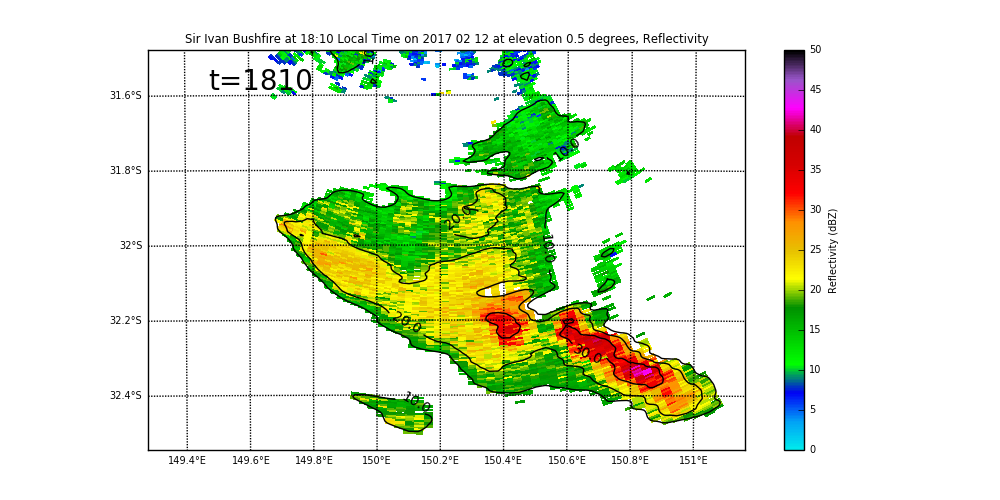 Sir Ivan Bushfire at 18:10 Local Time on 2017 02 12 at elevation 0.5 degrees, Reflectivity
t=1810
31.6°S
31.8°S
32°S
32.2°S
32.4°S
149.4°E 149.6°E 149.8°E 150°E 150.2°E 150.4°E 150.6°E 150.8°E 151°E
10.0
20.0
10.0
20.0
30.0
10.0
50
45
40
35
30
25
20
15
10
5
0
Reflectivity (dBZ)